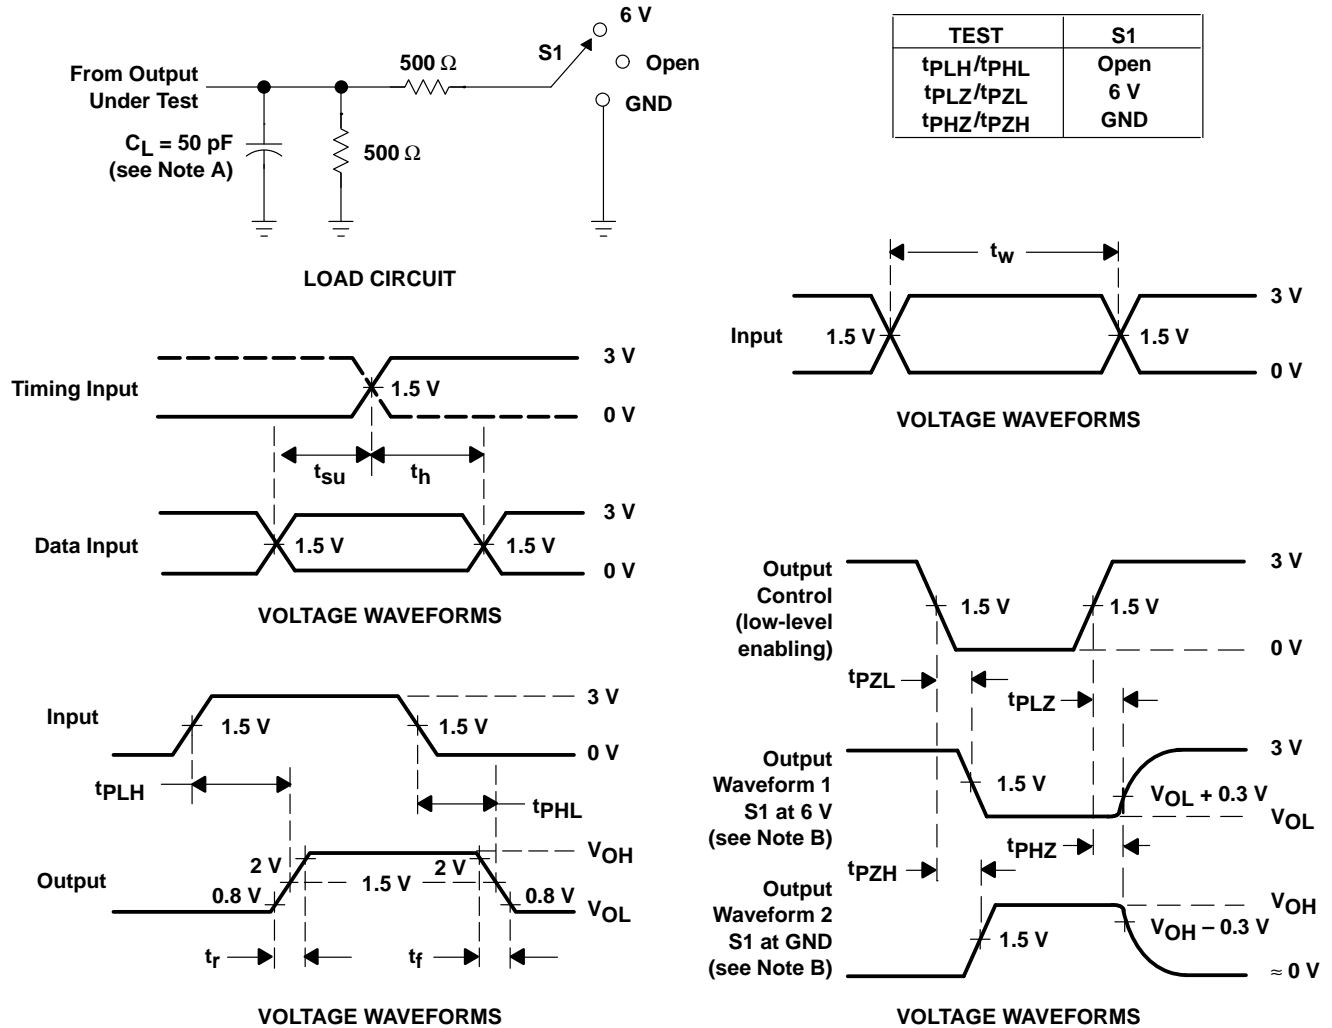 6 V
S1
Open
GND
500 Ω
From Output
Under Test
CL = 50 pF
(see Note A)
500 Ω
LOAD CIRCUIT
TEST S1
tPLH/tPHL Open
tPLZ/tPZL 6 V
tPHZ/tPZH GND
tw
3 V
Input 1.5 V 1.5 V
0 V
VOLTAGE WAVEFORMS
3 V
Timing Input 1.5 V
0 V
tsu th
3 V
Data Input 1.5 V 1.5 V
0 V
VOLTAGE WAVEFORMS
3 V
Input 1.5 V 1.5 V
0 V
tPLH
tPHL
VOH
2 V 2 V
Output 1.5 V
0.8 V 0.8 V
VOL
tr tf
VOLTAGE WAVEFORMS
Output
Control
(low-level
enabling)
3 V
1.5 V 1.5 V
0 V
tPZL
tPLZ
Output
Waveform 1
S1 at 6 V
(see Note B)
3 V
1.5 V
VOL + 0.3 V
VOL
tPHZ
tPZH
Output
Waveform 2
S1 at GND
(see Note B)
VOH
VOH − 0.3 V
1.5 V
≈ 0 V
VOLTAGE WAVEFORMS